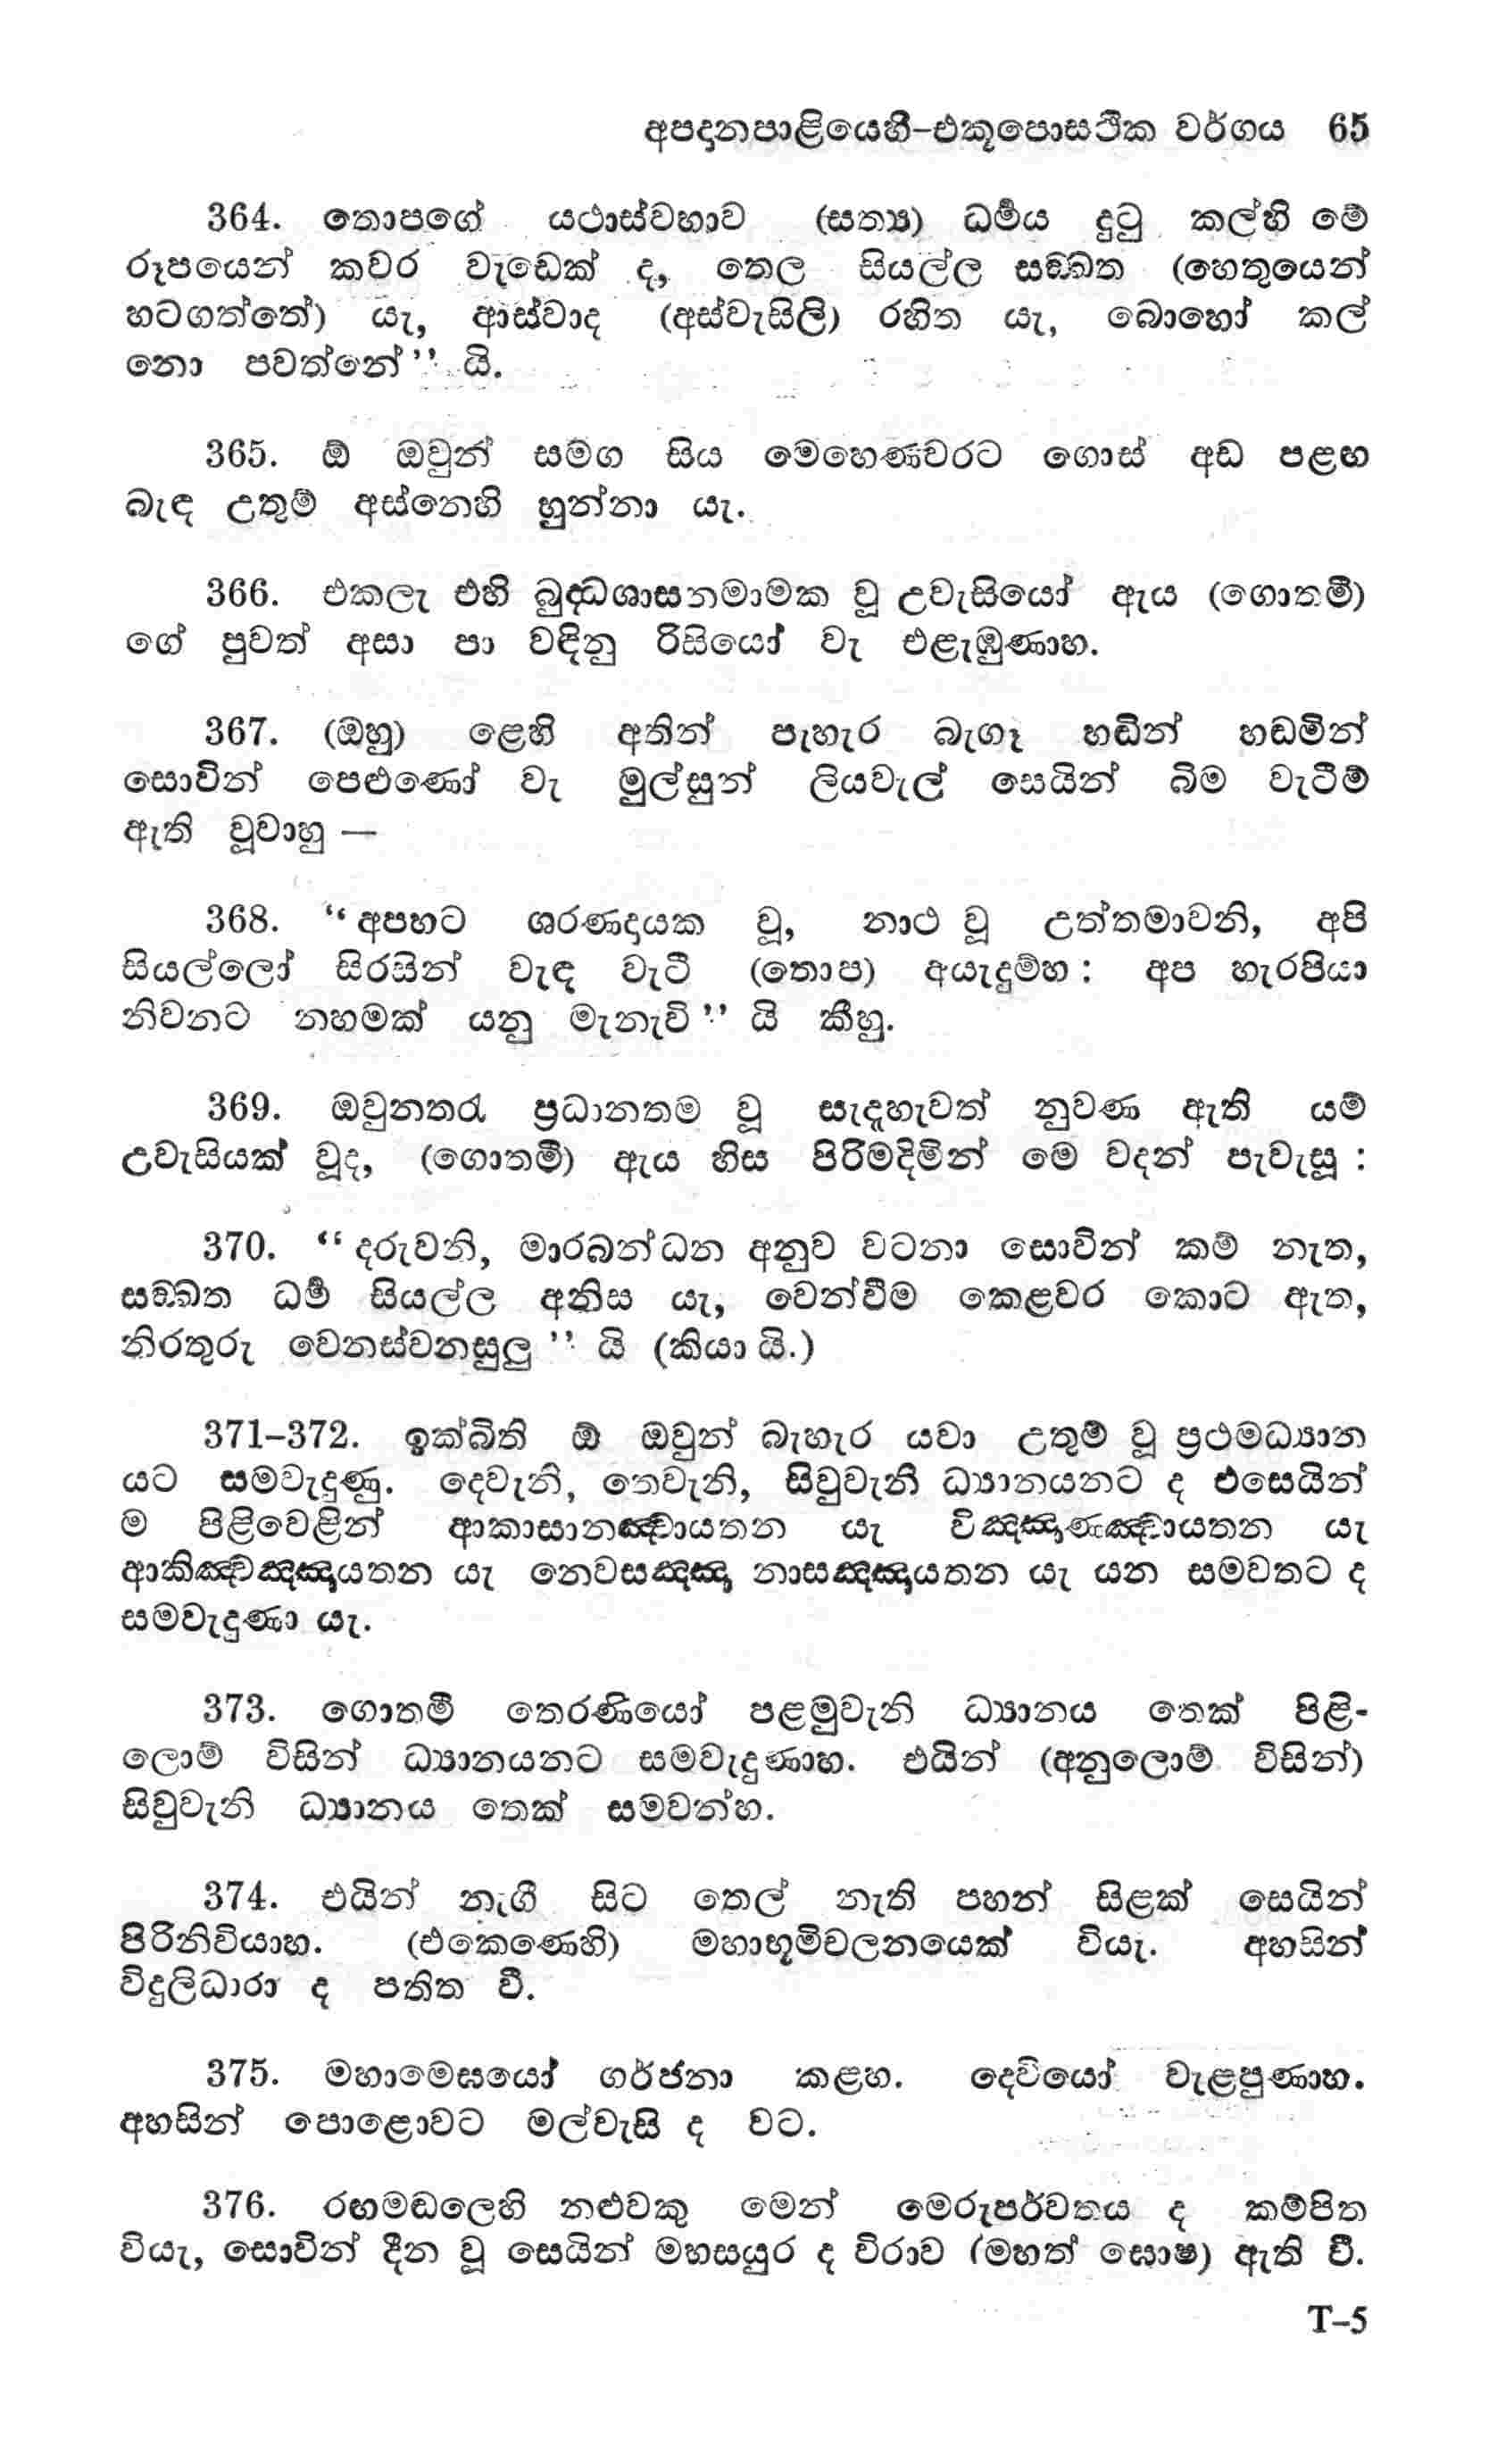 අපදානපාළියෙහි–එකූපොසථික වර්ගය 65
364. තොපගේ යථාස්වභාව (සත්‍ය) ධර්‍මය දුටු කල්හි මේ
රූපයෙන් කවර වැඩෙක් ද, තෙල සියල්ල සඞ්ඛත (හෙතුයෙන්
හටගත්තේ) යැ, ආස්වාද (අස්වැසිලි) රහිත යැ, බොහෝ කල්
නො පවත්නේ” යි.
365. ඕ ඔවුන් සමග සිය මෙහෙණවරට ගොස් අඩ පළඟ
බැඳ උතුම් අස්නෙහි හුන්නා යැ.
366. එකලැ එහි බුද්ධශාසනමාමක වූ උවැසියෝ ඇය (ගොතමී)
ගේ පුවත් අසා පා වඳිනු රිසියෝ වැ එළැඹුණාහ.
367. (ඔහු) ළෙහි අතින් පැහැර බැගෑ හඬින් හඬමින්
සොවින් පෙළුණෝ වැ මුල්සුන් ලියවැල් සෙයින් බිම වැටීම්
ඇති වූවාහු —
368. “අපහට ශරණදායක වූ, නාථ වූ උත්තමාවනි, අපි
සියල්ලෝ සිරසින් වැඳ වැටී (තොප) අයැදුම්හ : අප හැරපියා
නිවනට නහමක් යනු මැනැවි” යි කීහු.
369. ඔවුනතරැ ප්‍රධානතම වූ සැදැහැවත් නුවණ ඇති යම්
උවැසියක් වූද, (ගොතමී) ඇය හිස පිරිමදිමින් මෙ වදන් පැවැසූ :
370. “දරුවනි, මාරබන්ධන අනුව වටනා සොවින් කම් නැත,
සඞ්ඛත ධර්‍ම සියල්ල අනිස යැ, වෙන්වීම කෙළවර කොට ඇත,
නිරතුරු වෙනස්වනසුලු” යි (කියා යි.)
371–372. ඉක්බිති ඕ ඔවුන් බැහැර යවා උතුම් වූ ප්‍රථමධ්‍යාන
යට සමවැදුණු. දෙවැනි, තෙවැනි, සිවුවැනි ධ්‍යානයනට ද එසෙයින්
ම පිළිවෙළින් ආකාසානඤ්චායතන යැ විඤ්ඤාණඤ්චායතන යැ
ආකිඤ්චඤ්ඤායතන යැ නෙවසඤ්ඤා නාසඤ්ඤායතන යැ යන සමවතට ද
සමවැදුණා යැ.
373. ගොතමී තෙරණියෝ පළමුවැනි ධ්‍යානය තෙක් පිළි-
ලොම් විසින් ධ්‍යානයනට සමවැදුණාහ. එයින් (අනුලොම් විසින්)
සිවුවැනි ධ්‍යානය තෙක් සමවන්හ.
374. එයින් නැගී සිට තෙල් නැති පහන් සිළක් සෙයින්
පිරිනිවියාහ. (එකෙණෙහි) මහාභූමිචලනයෙක් වියැ. අහසින්
විදුලිධාරා ද පතිත වී.
375. මහාමෙඝයෝ ගර්ජනා කළහ. දෙවියෝ වැළපුණාහ.
අහසින් පොළොවට මල්වැසි ද වට.
376. රඟමඬලෙහි නළුවකු මෙන් මෙරුපර්වතය ද කම්පිත
වියැ, සොවින් දීන වූ සෙයින් මහසයුර ද විරාව (මහත් ඝොෂ) ඇති වී.
T–5